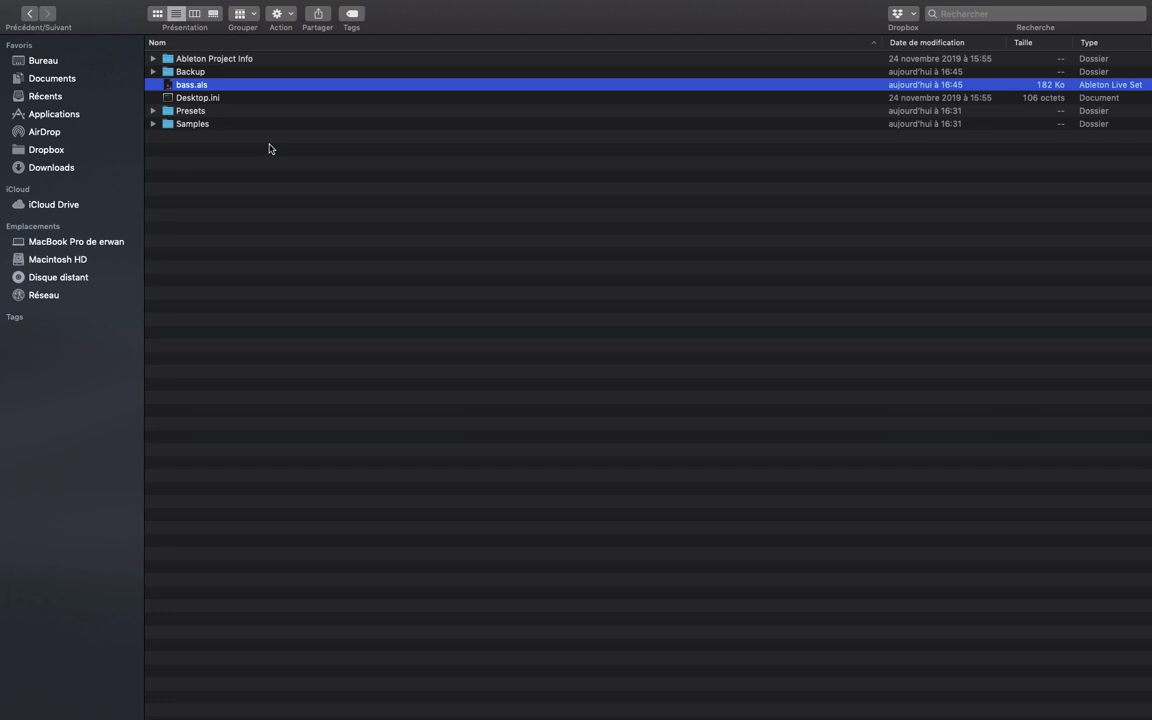 Précédent/Suivant Présentation Grouper Action Partager Tags Dropbox Rechercher Recherche
Favoris
Bureau
Documents
Récents
Applications
AirDrop
Dropbox
Downloads
iCloud
iCloud Drive
Emplacements
MacBook Pro de erwan
Macintosh HD
Disque distant
Réseau
Tags
Nom Date de modification Taille Type
Ableton Project Info 24 novembre 2019 à 15:55 -- Dossier
Backup aujourd'hui à 16:45 -- Dossier
bass.als aujourd'hui à 16:45 182 Ko Ableton Live Set
Desktop.ini 24 novembre 2019 à 15:55 106 octets Document
Presets aujourd'hui à 16:31 -- Dossier
Samples aujourd'hui à 16:31 -- Dossier